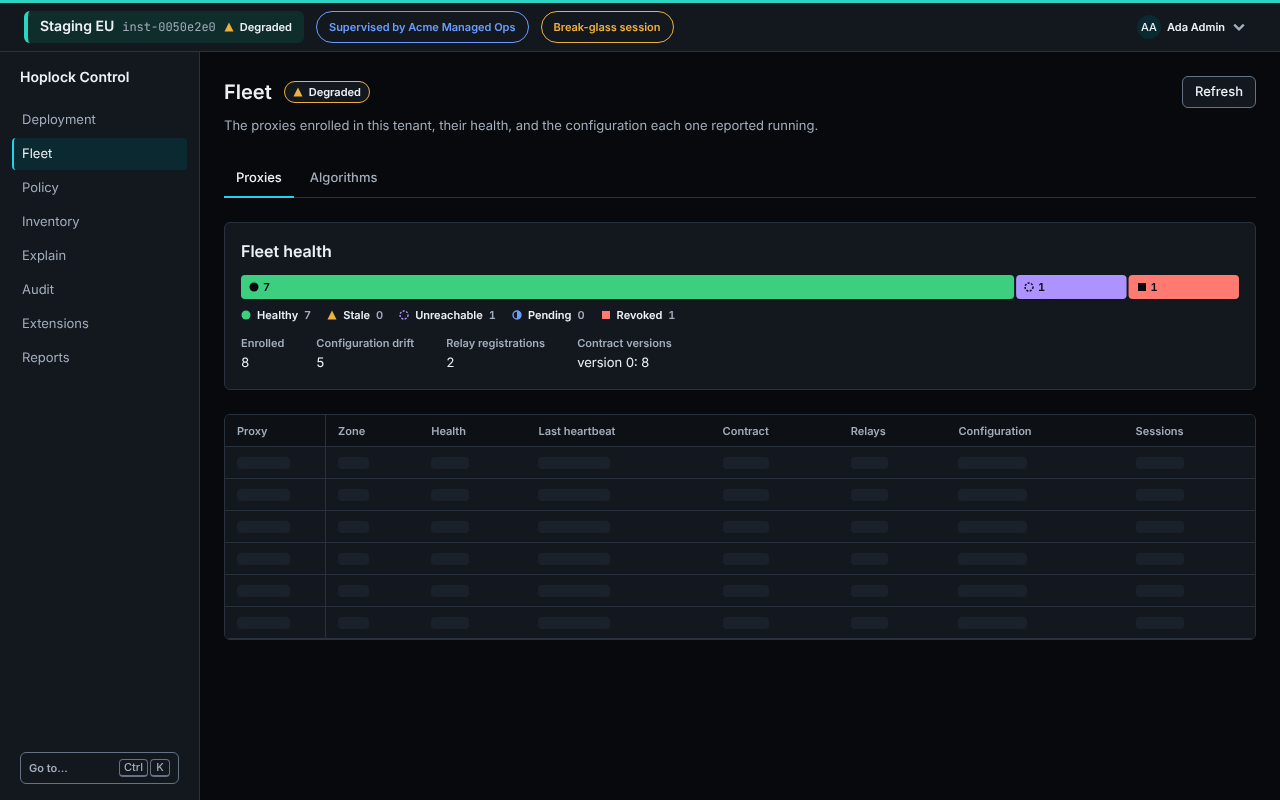 Staging EU inst-0050e2e0 Degraded
Supervised by Acme Managed Ops
Break-glass session
AA Ada Admin
Hoplock Control
Deployment
Fleet
Policy
Inventory
Explain
Audit
Extensions
Reports
Go to... Ctrl K
Fleet Degraded
Refresh
The proxies enrolled in this tenant, their health, and the configuration each one reported running.
Proxies Algorithms
Fleet health
7 1 1
Healthy 7 Stale 0 Unreachable 1 Pending 0 Revoked 1
Enrolled Configuration drift Relay registrations Contract versions
8 5 2 version 0: 8
Proxy Zone Health Last heartbeat Contract Relays Configuration Sessions